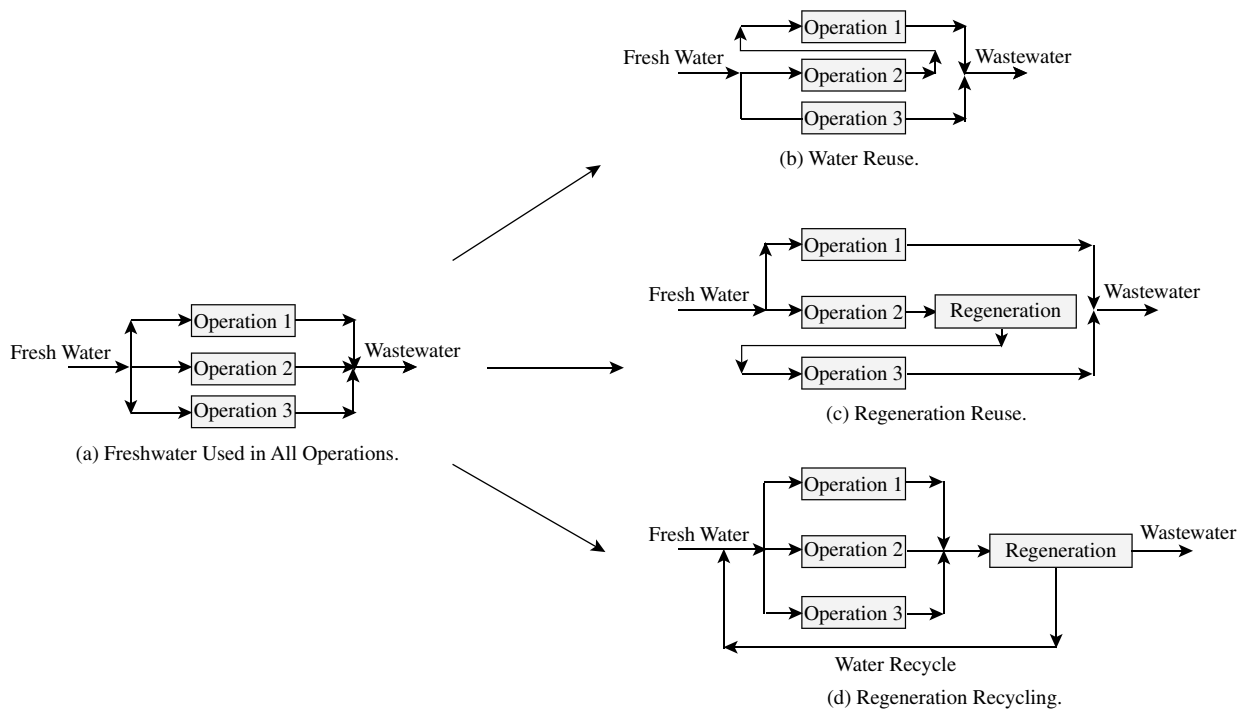 Fresh Water
Operation 1
Operation 2
Operation 3
Wastewater
(a) Freshwater Used in All Operations.
Fresh Water
Operation 1
Operation 2
Operation 3
Wastewater
(b) Water Reuse.
Fresh Water
Operation 1
Operation 2
Regeneration
Operation 3
Wastewater
(c) Regeneration Reuse.
Fresh Water
Operation 1
Operation 2
Operation 3
Regeneration
Wastewater
Water Recycle
(d) Regeneration Recycling.